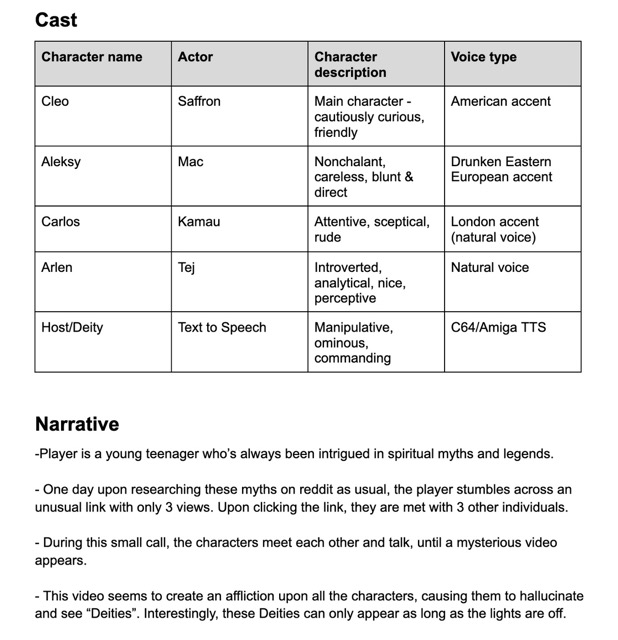 Cast
Character name Actor Character description Voice type
Cleo Saffron Main character - cautiously curious, friendly American accent
Aleksy Mac Nonchalant, careless, blunt & direct Drunken Eastern European accent
Carlos Kamau Attentive, sceptical, rude London accent (natural voice)
Arlen Tej Introverted, analytical, nice, perceptive Natural voice
Host/Deity Text to Speech Manipulative, ominous, commanding C64/Amiga TTS
Narrative
-Player is a young teenager who’s always been intrigued in spiritual myths and legends.
- One day upon researching these myths on reddit as usual, the player stumbles across an
unusual link with only 3 views. Upon clicking the link, they are met with 3 other individuals.
- During this small call, the characters meet each other and talk, until a mysterious video
appears.
- This video seems to create an affliction upon all the characters, causing them to hallucinate
and see “Deities”. Interestingly, these Deities can only appear as long as the lights are off.